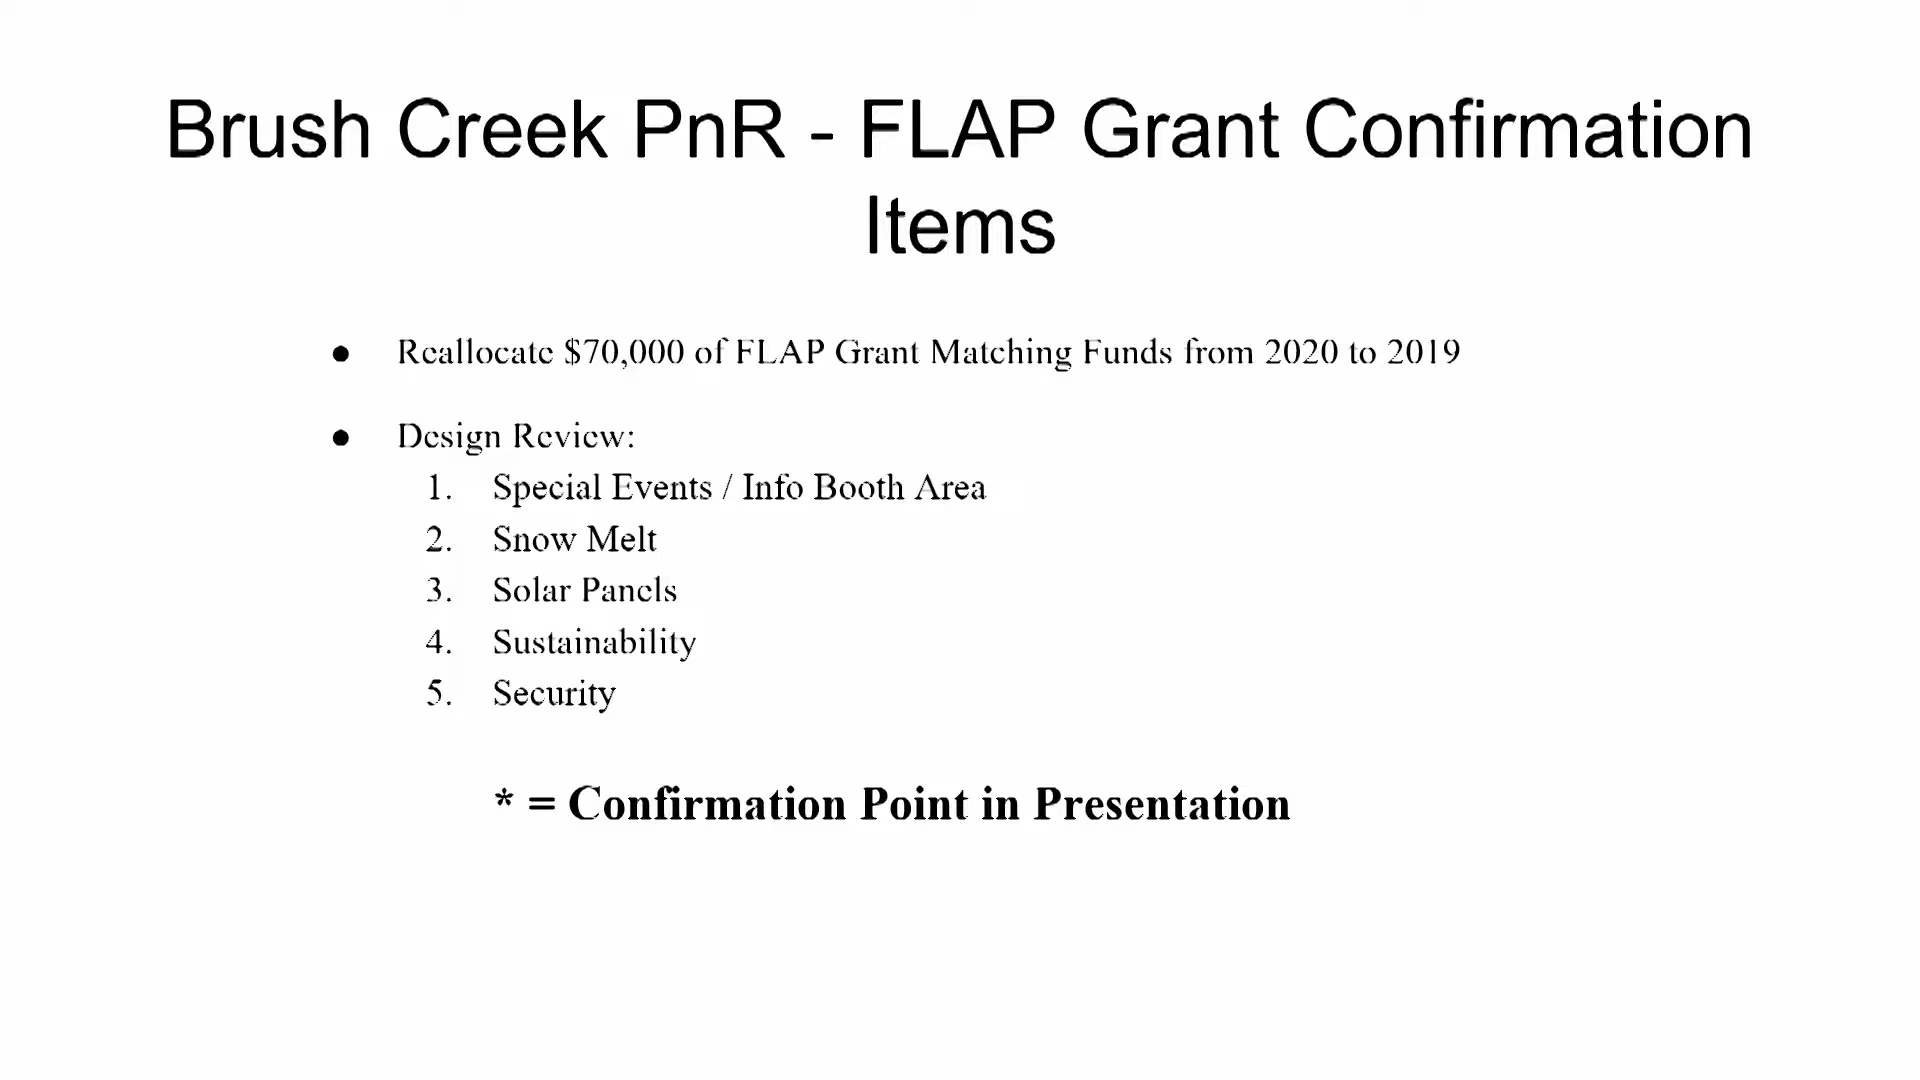 Brush Creek PnR - FLAP Grant Confirmation
Items
● Reallocate $70,000 of FLAP Grant Matching Funds from 2020 to 2019
● Design Review:
1. Special Events / Info Booth Area
2. Snow Melt
3. Solar Panels
4. Sustainability
5. Security
* = Confirmation Point in Presentation